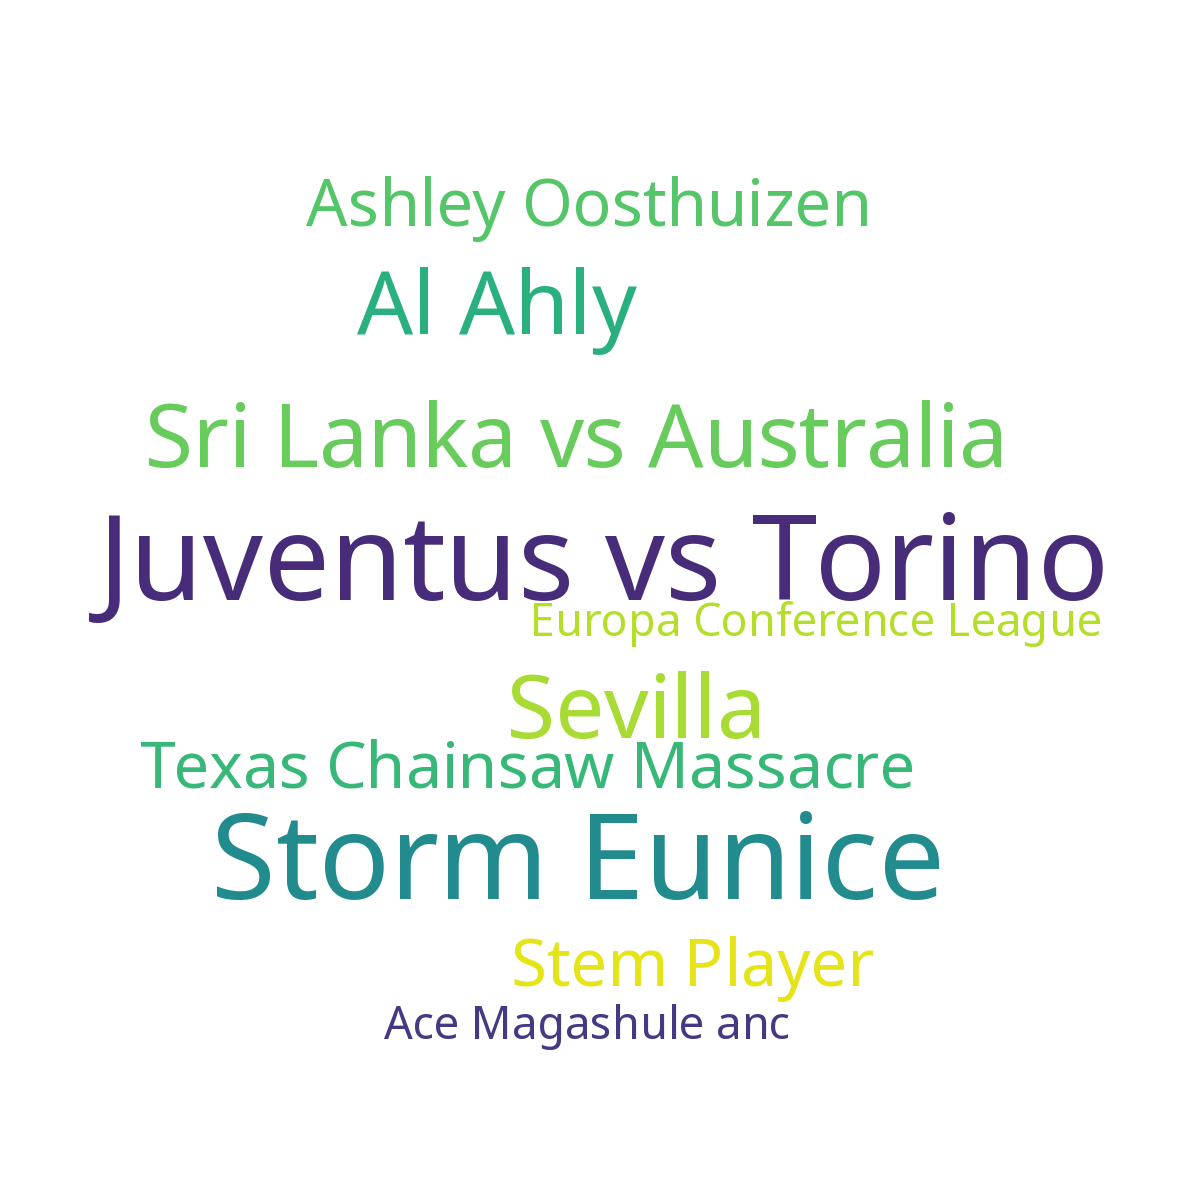 Ashley Oosthuizen
Al Ahly
Sri Lanka vs Australia
Juventus vs Torino
Europa Conference League
Sevilla
Texas Chainsaw Massacre
Storm Eunice
Stem Player
Ace Magashule anc